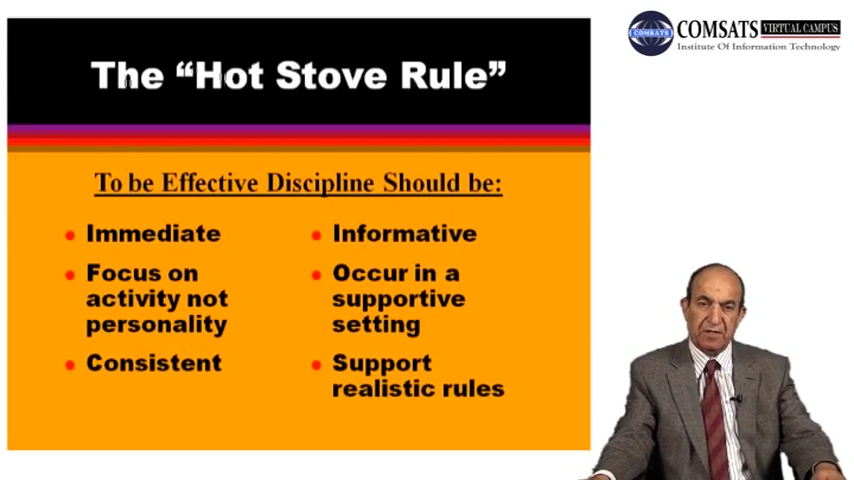 The “Hot Stove Rule”
To be Effective Discipline Should be:
Immediate
Focus on
activity not
personality
Consistent
Informative
Occur in a
supportive
setting
Support
realistic rules
COMSATS
COMSATS VIRTUAL CAMPUS
Institute Of Information Technology